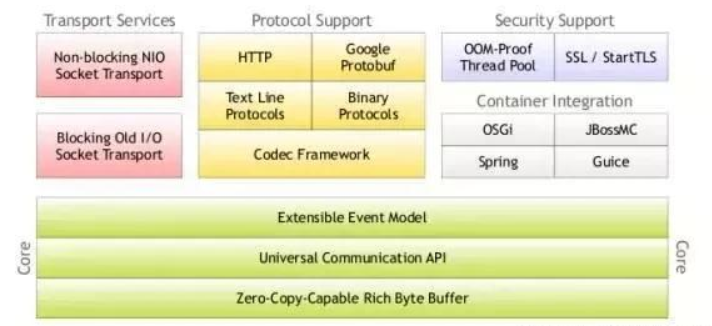 Transport Services
Non-blocking NIO
Socket Transport
Blocking Old I/O
Socket Transport
Protocol Support
HTTP
Google
Protobuf
Text Line
Protocols
Binary
Protocols
Codec Framework
Security Support
OOM-Proof
Thread Pool
SSL / StartTLS
Container Integration
OSGi
JBossMC
Spring
Guice
Core
Extensible Event Model
Universal Communication API
Zero-Copy-Capable Rich Byte Buffer
Core